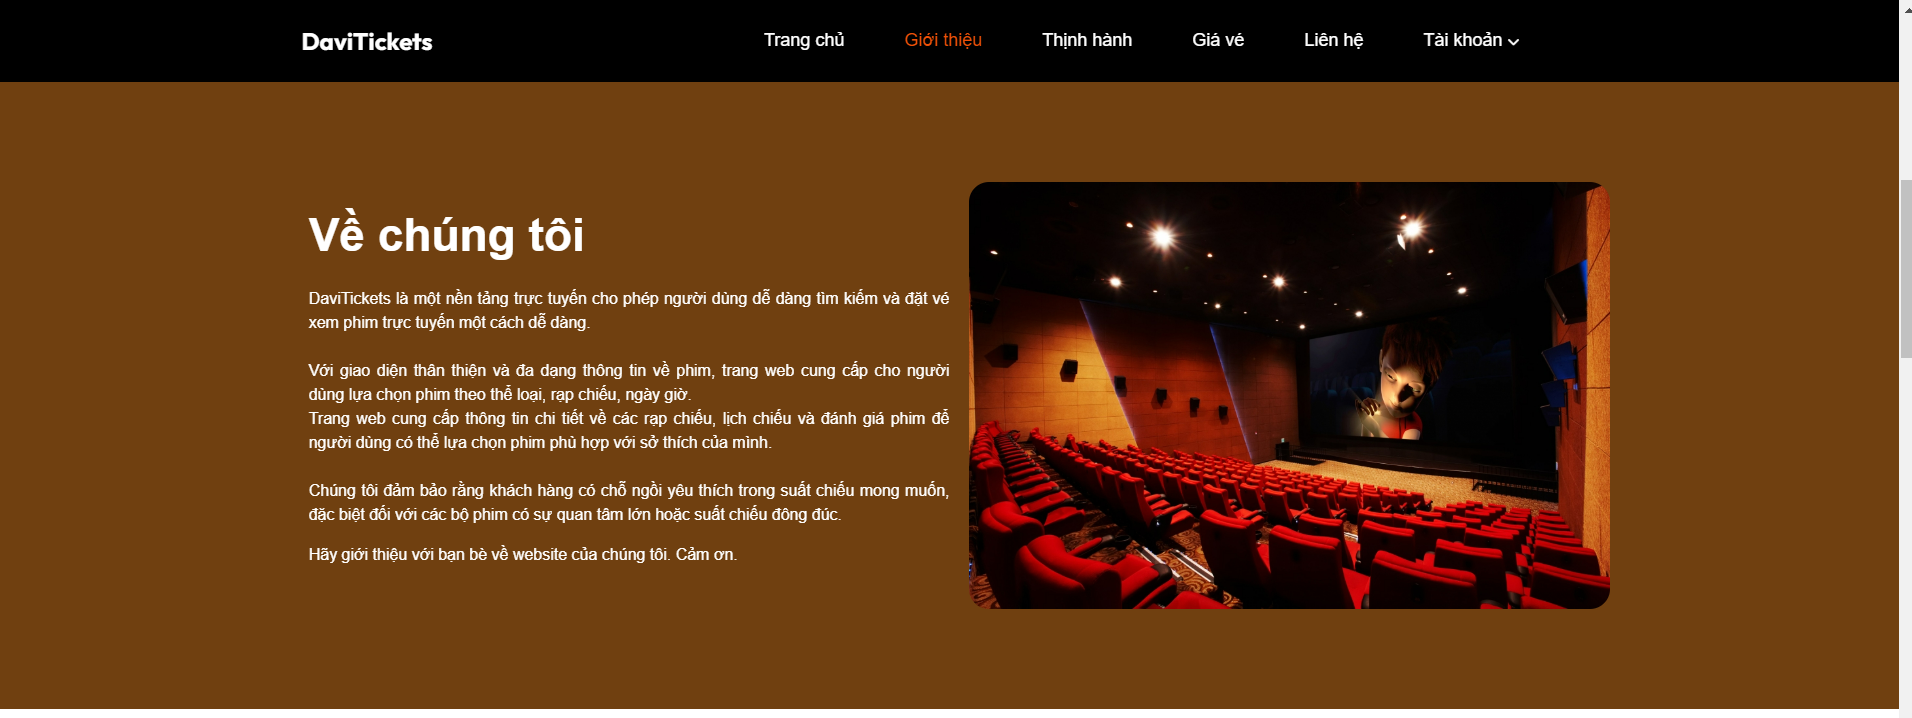 DaviTickets
Trang chủ
Giới thiệu
Thịnh hành
Giá vé
Liên hệ
Tài khoản
Về chúng tôi
DaviTickets là một nền tảng trực tuyến cho phép người dùng dễ dàng tìm kiếm và đặt vé
xem phim trực tuyến một cách dễ dàng.
Với giao diện thân thiện và đa dạng thông tin về phim, trang web cung cấp cho người
dùng lựa chọn phim theo thể loại, rạp chiếu, ngày giờ.
Trang web cung cấp thông tin chi tiết về các rạp chiếu, lịch chiếu và đánh giá phim để
người dùng có thể lựa chọn phim phù hợp với sở thích của mình.
Chúng tôi đảm bảo rằng khách hàng có chỗ ngồi yêu thích trong suất chiếu mong muốn,
đặc biệt đối với các bộ phim có sự quan tâm lớn hoặc suất chiếu đông đúc.
Hãy giới thiệu với bạn bè về website của chúng tôi. Cảm ơn.